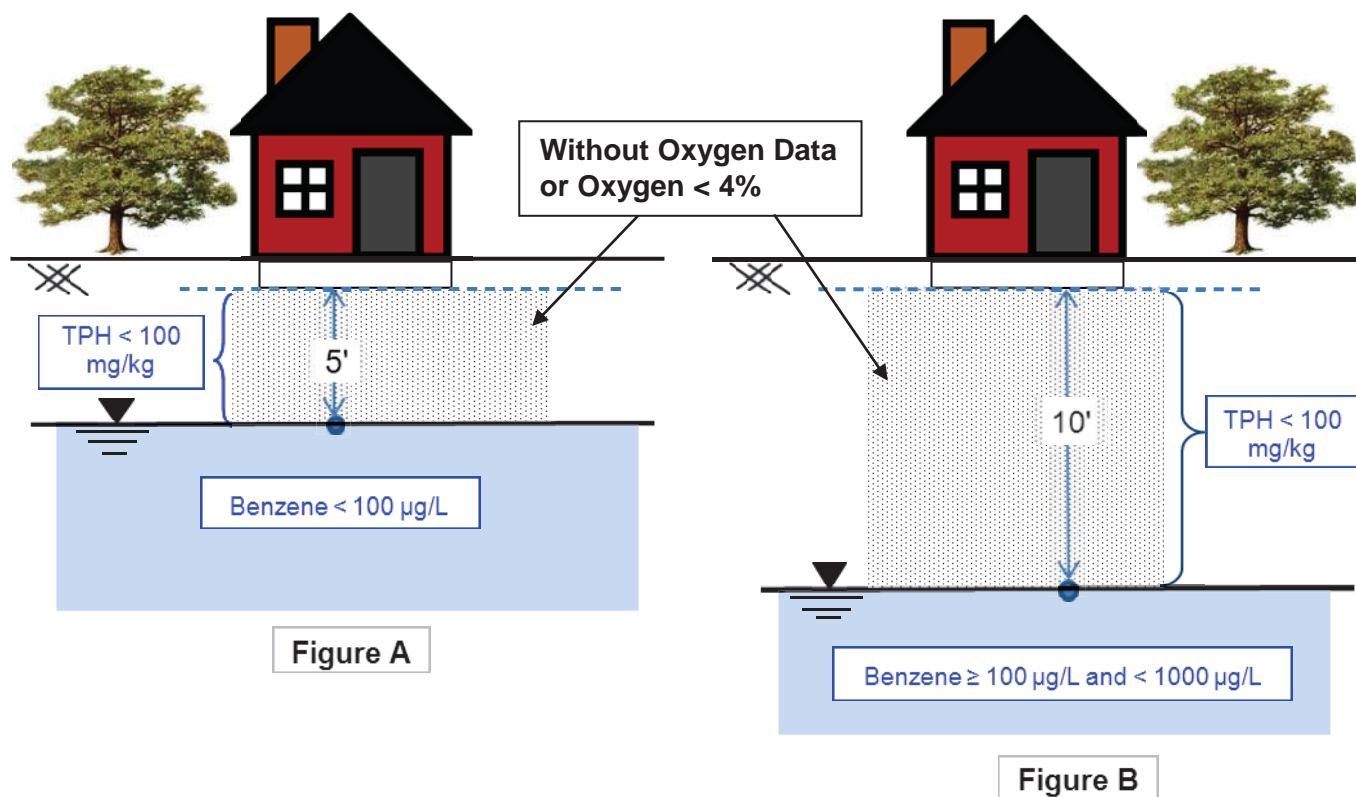 Without Oxygen Data
or Oxygen < 4%
TPH < 100
mg/kg
5'
Benzene < 100 µg/L
Figure A
10'
TPH < 100
mg/kg
Benzene ≥ 100 µg/L and < 1000 µg/L
Figure B